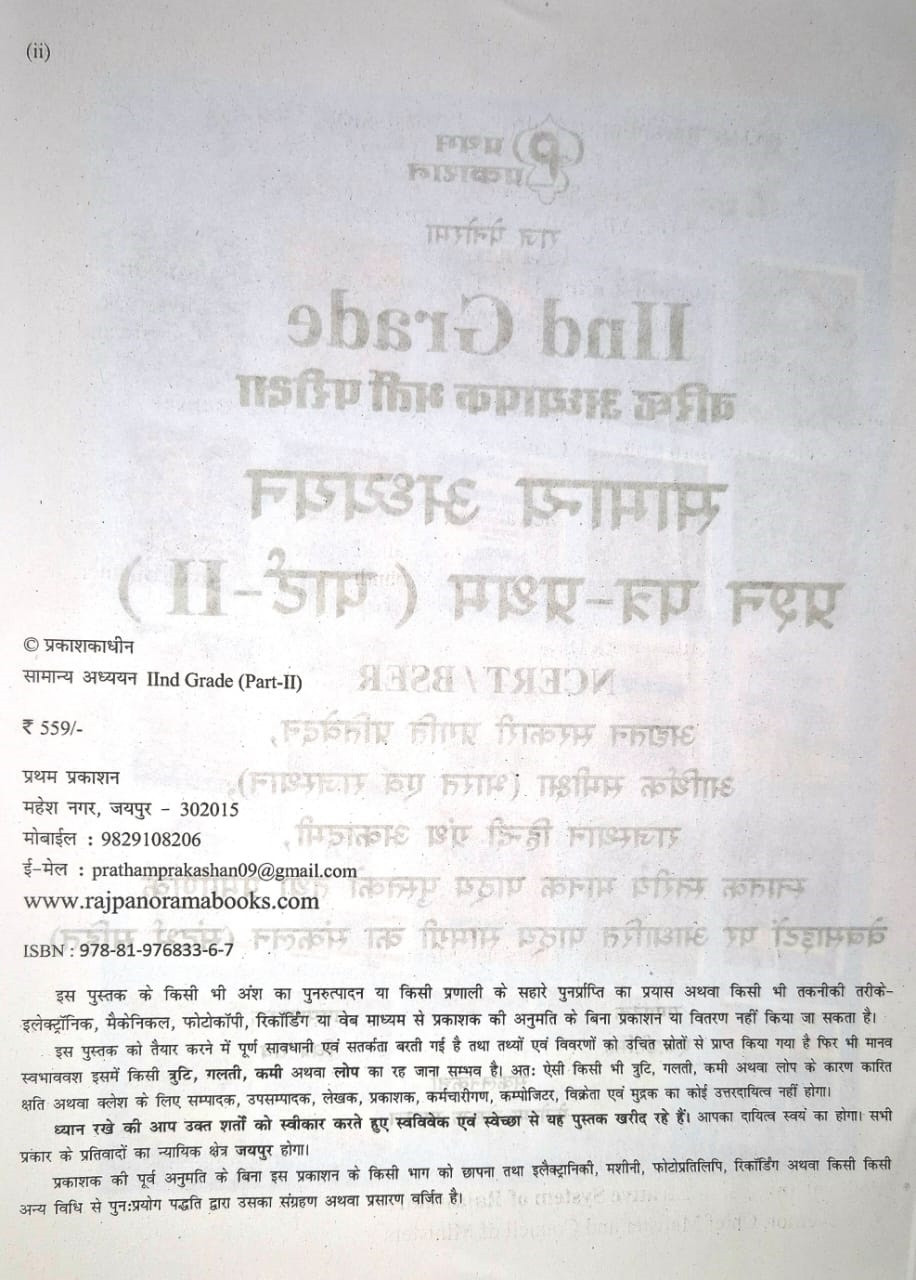 (ii)
© प्रकाशकाधीन
सामान्य अध्ययन IInd Grade (Part-II)
₹ 559/-
प्रथम प्रकाशन
महेश नगर, जयपुर - 302015
मोबाईल : 9829108206
ई-मेल : prathamprakashan09@gmail.com
www.rajpanoramabooks.com
ISBN : 978-81-976833-6-7
इस पुस्तक के किसी भी अंश का पुनरुत्पादन या किसी प्रणाली के सहारे पुनर्प्राप्ति का प्रयास अथवा किसी भी तकनीकी तरीके-
इलेक्ट्रॉनिक, मैकेनिकल, फोटोकॉपी, रिकॉर्डिंग या वेब माध्यम से प्रकाशक की अनुमति के बिना प्रकाशन या वितरण नहीं किया जा सकता है।
इस पुस्तक को तैयार करने में पूर्ण सावधानी एवं सतर्कता बरती गई है तथा तथ्यों एवं विवरणों को उचित स्रोतों से प्राप्त किया गया है फिर भी मानव
स्वभाववश इसमें किसी त्रुटि, गलती, कमी अथवा लोप का रह जाना सम्भव है। अतः ऐसी किसी भी त्रुटि, गलती, कमी अथवा लोप के कारण कारित
क्षति अथवा क्लेश के लिए सम्पादक, उपसम्पादक, लेखक, प्रकाशक, कर्मचारीगण, कम्पोजिटर, विक्रेता एवं मुद्रक का कोई उत्तरदायित्व नहीं होगा।
ध्यान रखे की आप उक्त शर्तों को स्वीकार करते हुए स्वविवेक एवं स्वेच्छा से यह पुस्तक खरीद रहे हैं। आपका दायित्व स्वयं का होगा। सभी
प्रकार के प्रतिवादों का न्यायिक क्षेत्र जयपुर होगा।
प्रकाशक की पूर्व अनुमति के बिना इस प्रकाशन के किसी भाग को छापना तथा इलैक्ट्रानिकी, मशीनी, फोटोप्रतिलिपि, रिकॉर्डिंग अथवा किसी किसी
अन्य विधि से पुनःप्रयोग पद्धति द्वारा उसका संग्रहण अथवा प्रसारण वर्जित है।